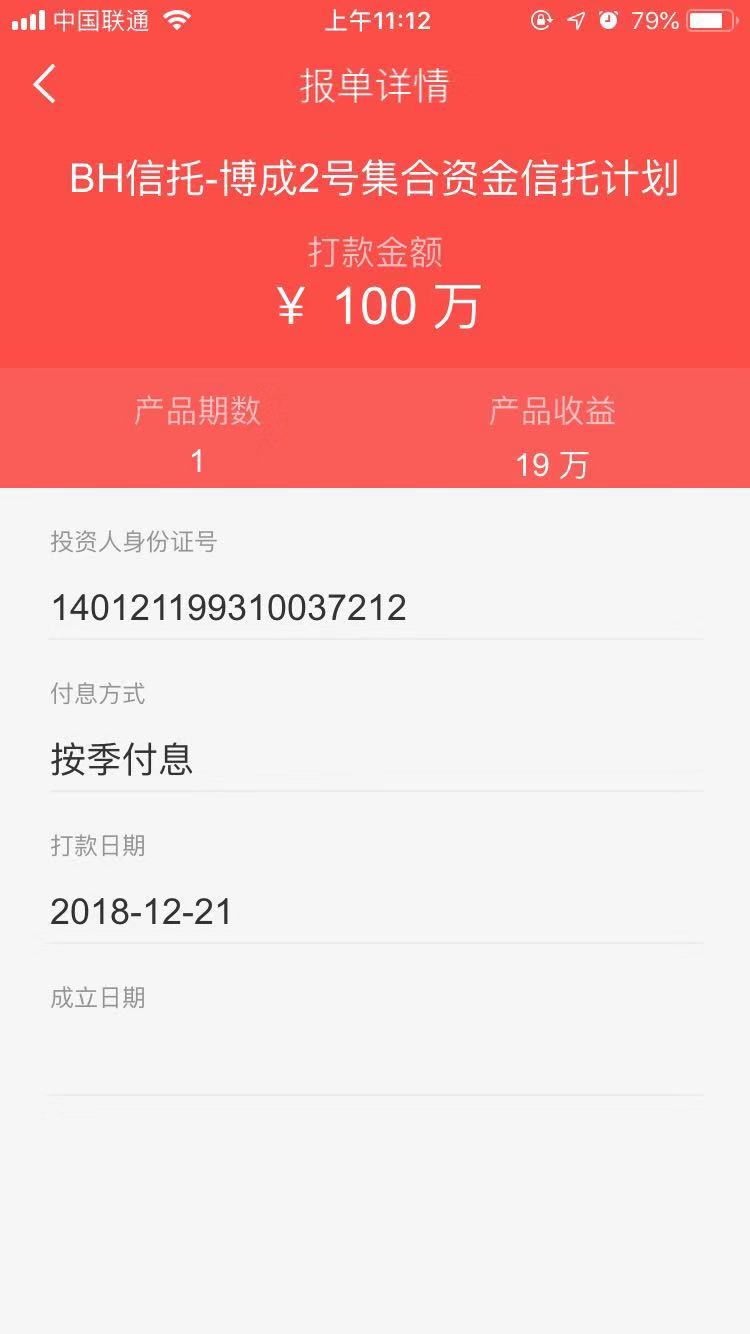 中国联通 上午11:12 79%
报单详情
BH信托-博成2号集合资金信托计划
打款金额
¥ 100 万
产品期数 产品收益
1 19 万
投资人身份证号
140121199310037212
付息方式
按季付息
打款日期
2018-12-21
成立日期